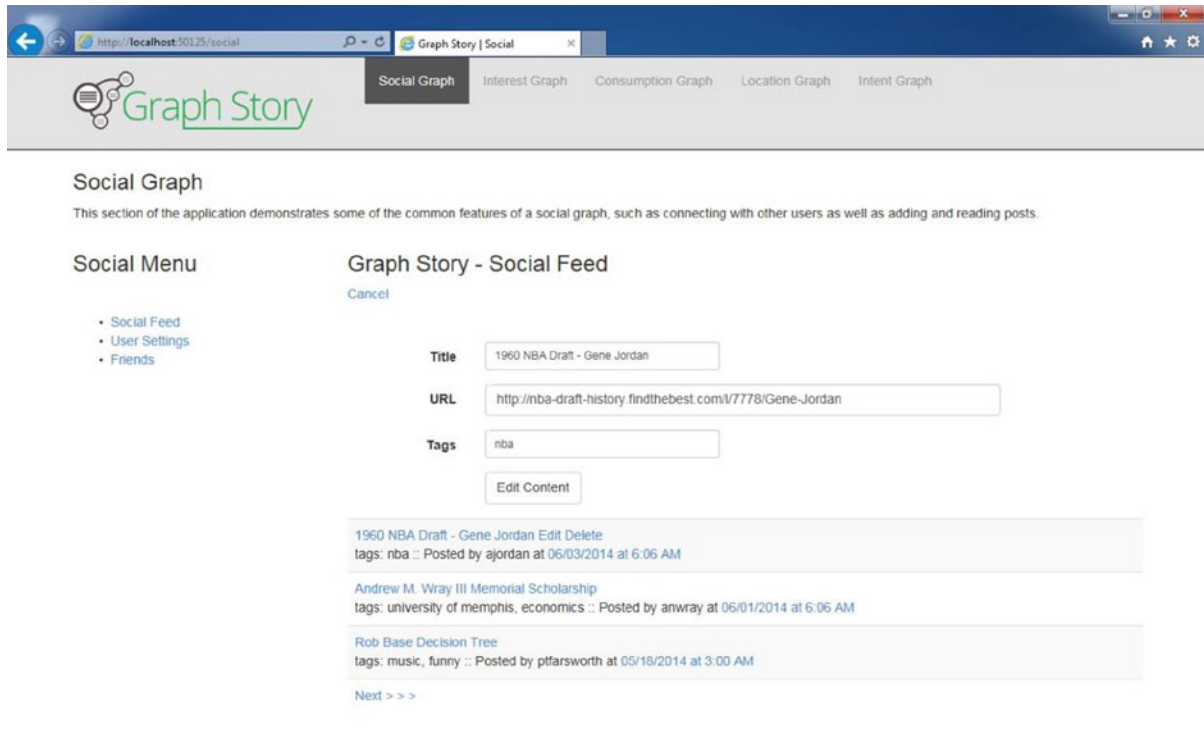 http://localhost:50125/social
Graph Story | Social
Graph Story
Social Graph
Interest Graph
Consumption Graph
Location Graph
Intent Graph
Social Graph
This section of the application demonstrates some of the common features of a social graph, such as connecting with other users as well as adding and reading posts.
Social Menu
• Social Feed
• User Settings
• Friends
Graph Story - Social Feed
Cancel
Title 1960 NBA Draft - Gene Jordan
URL http://nba-draft-history.findthebest.com/l/7778/Gene-Jordan
Tags nba
Edit Content
1960 NBA Draft - Gene Jordan Edit Delete
tags: nba :: Posted by ajordan at 06/03/2014 at 6:06 AM
Andrew M. Wray III Memorial Scholarship
tags: university of memphis, economics :: Posted by anwray at 06/01/2014 at 6:06 AM
Rob Base Decision Tree
tags: music, funny :: Posted by ptfarsworth at 05/18/2014 at 3:00 AM
Next > > >